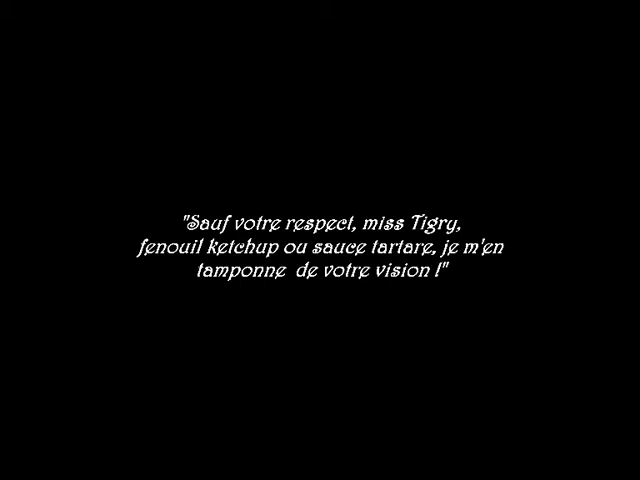 "Sauf votre respect, miss Tigry,
fenouil ketchup ou sauce tartare, je m'en
tamponne  de votre vision !"